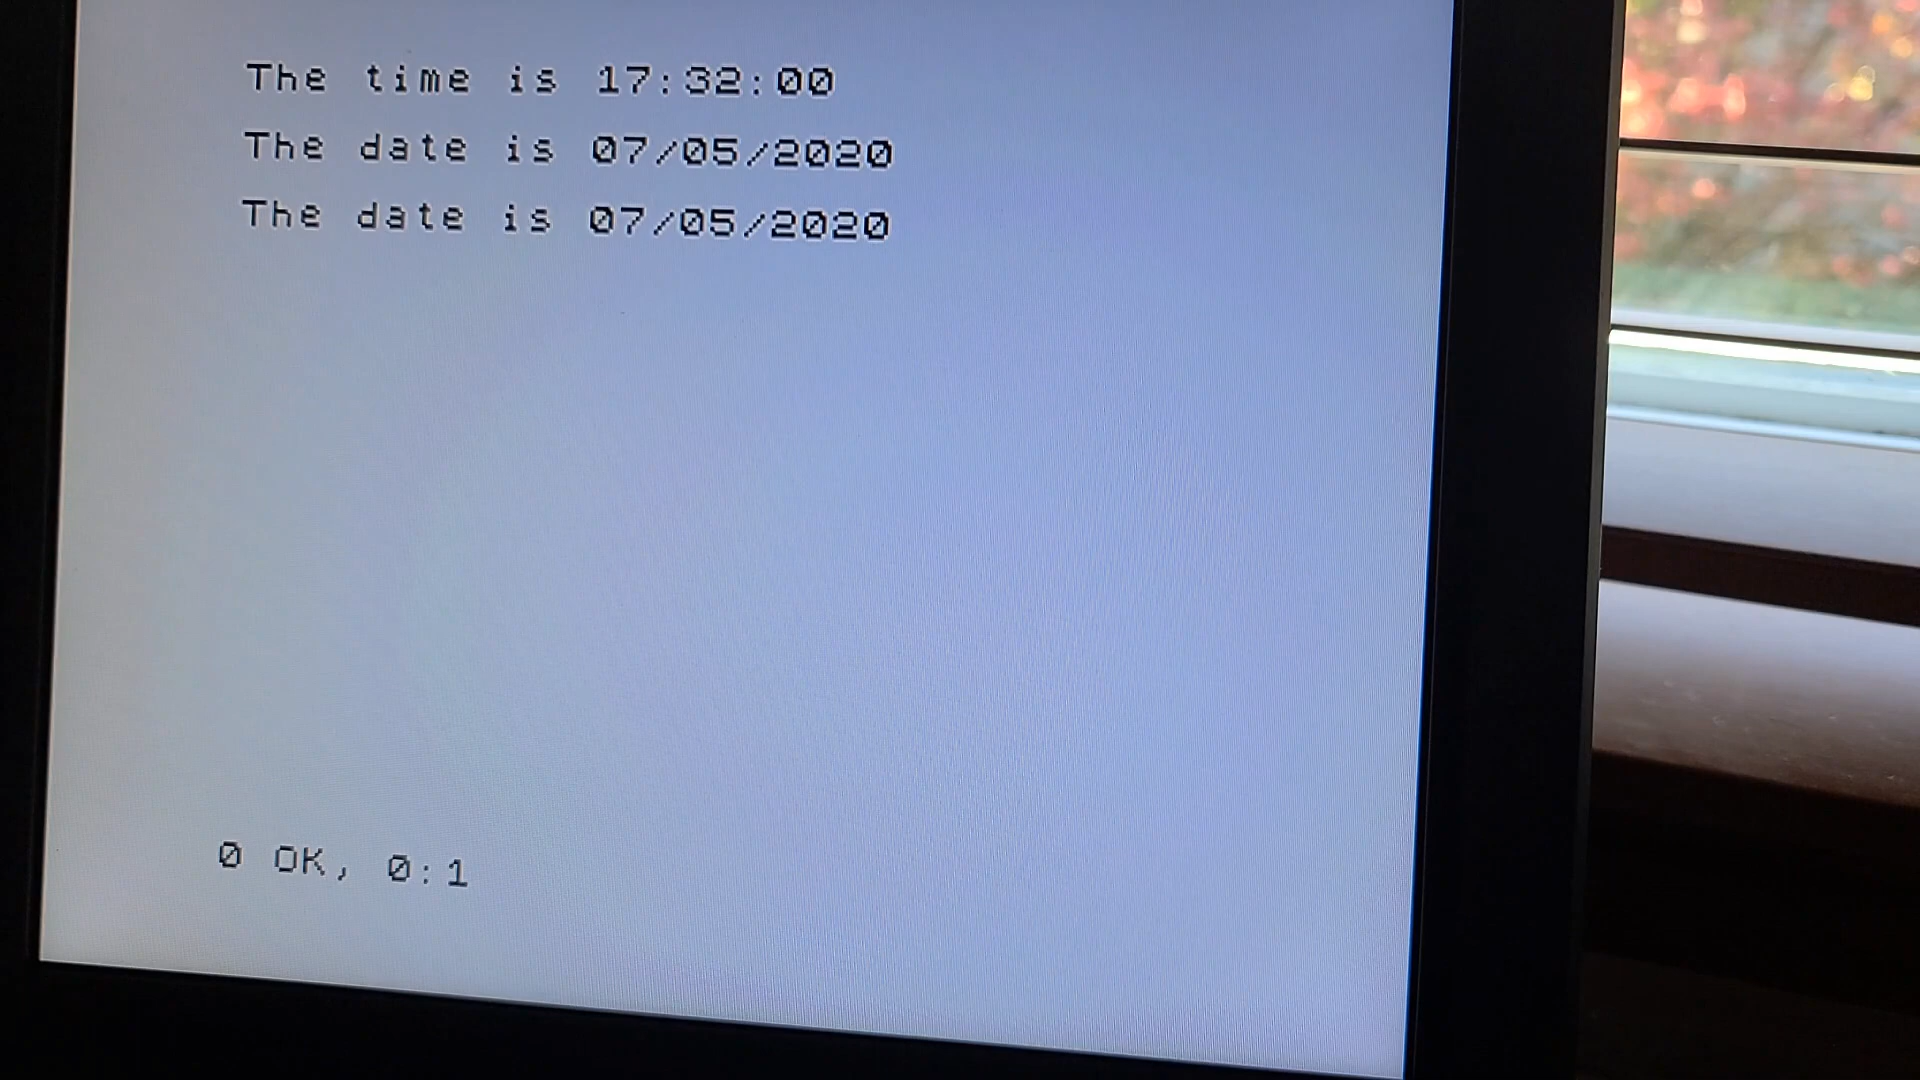 The time is 17:32:00
The date is 07/05/2020
The date is 07/05/2020
0 OK, 0:1